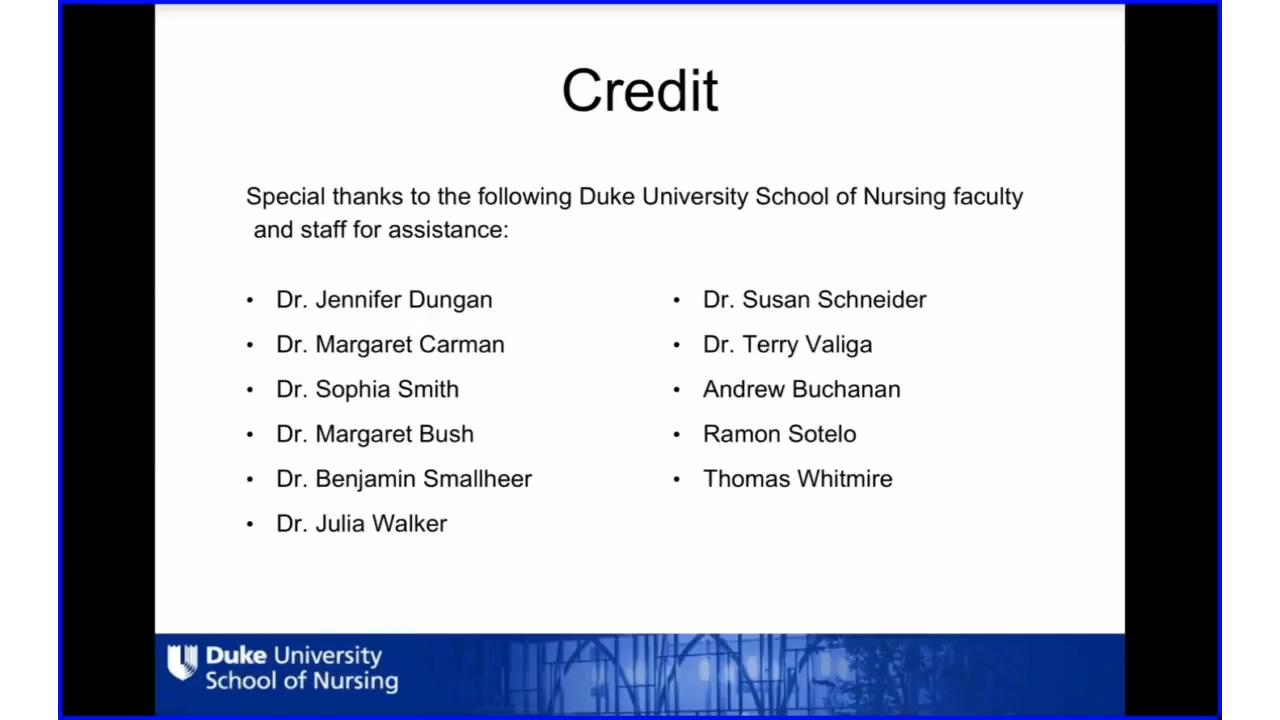 Credit
Special thanks to the following Duke University School of Nursing faculty
and staff for assistance:
• Dr. Jennifer Dungan
• Dr. Margaret Carman
• Dr. Sophia Smith
• Dr. Margaret Bush
• Dr. Benjamin Smallheer
• Dr. Julia Walker
• Dr. Susan Schneider
• Dr. Terry Valiga
• Andrew Buchanan
• Ramon Sotelo
• Thomas Whitmire
Duke University
School of Nursing